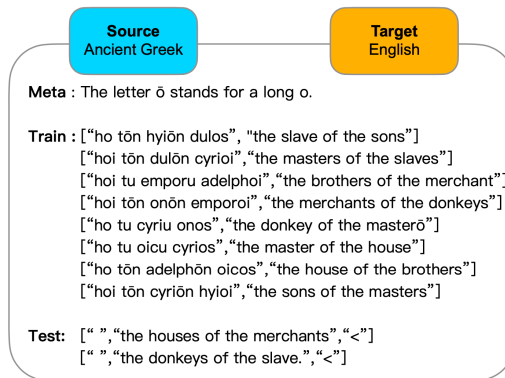 Source
Ancient Greek
Target
English
Meta : The letter ō stands for a long o.
Train : [“ho tōn hyiōn dulos”, "the slave of the sons”]
[“hoi tōn dulōn cyrioi”,“the masters of the slaves”]
[“hoi tu emporu adelphoi”,“the brothers of the merchant”]
[“hoi tōn onōn emporoi”,“the merchants of the donkeys”]
[“ho tu cyriu onos”,“the donkey of the masterō”]
[“ho tu oicu cyrios”,“the master of the house”]
[“ho tōn adelphōn oicos”,“the house of the brothers”]
[“hoi tōn cyriōn hyioi”,“the sons of the masters”]
Test: [“ ”,“the houses of the merchants”,“<”]
[“ ”,“the donkeys of the slave.”,“<”]